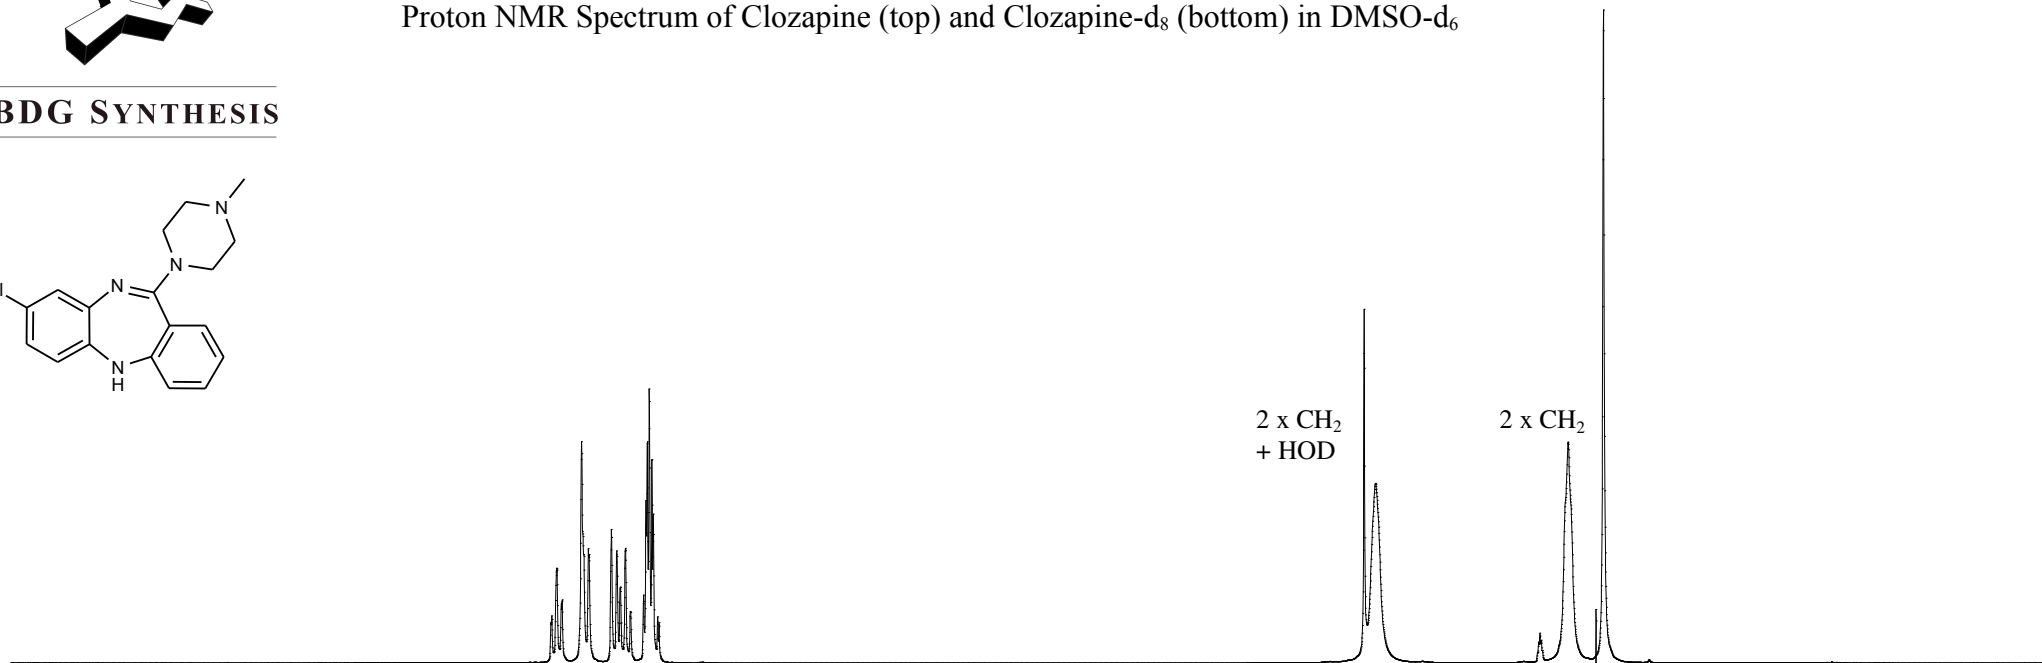 Proton NMR Spectrum of Clozapine (top) and Clozapine-d₈ (bottom) in DMSO-d₆
BDG SYNTHESIS
N
N
N
l
N
H
2 x CH₂
+ HOD
2 x CH₂